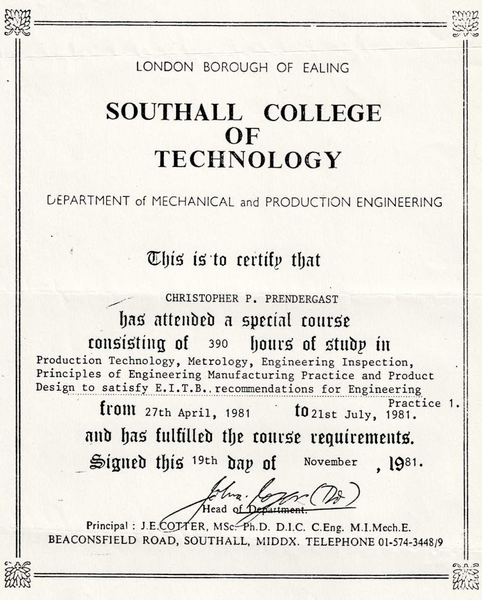 LONDON BOROUGH OF EALING
SOUTHALL COLLEGE
OF
TECHNOLOGY
DEPARTMENT of MECHANICAL and PRODUCTION ENGINEERING
This is to certify that
CHRISTOPHER P. PRENDERGAST
has attended a special course
consisting of 390 hours of study in
Production Technology, Metrology, Engineering Inspection,
Principles of Engineering Manufacturing Practice and Product
Design to satisfy E.I.T.B. recommendations for Engineering
Practice 1.
from 27th April, 1981 to 21st July, 1981.
and has fulfilled the course requirements.
Signed this 19th day of November , 1981.
Head of Department.
Principal : J.E.COTTER, MSc. Ph.D. D.I.C. C.Eng. M.I.Mech.E.
BEACONSFIELD ROAD, SOUTHALL, MIDDX. TELEPHONE 01-574-3448/9